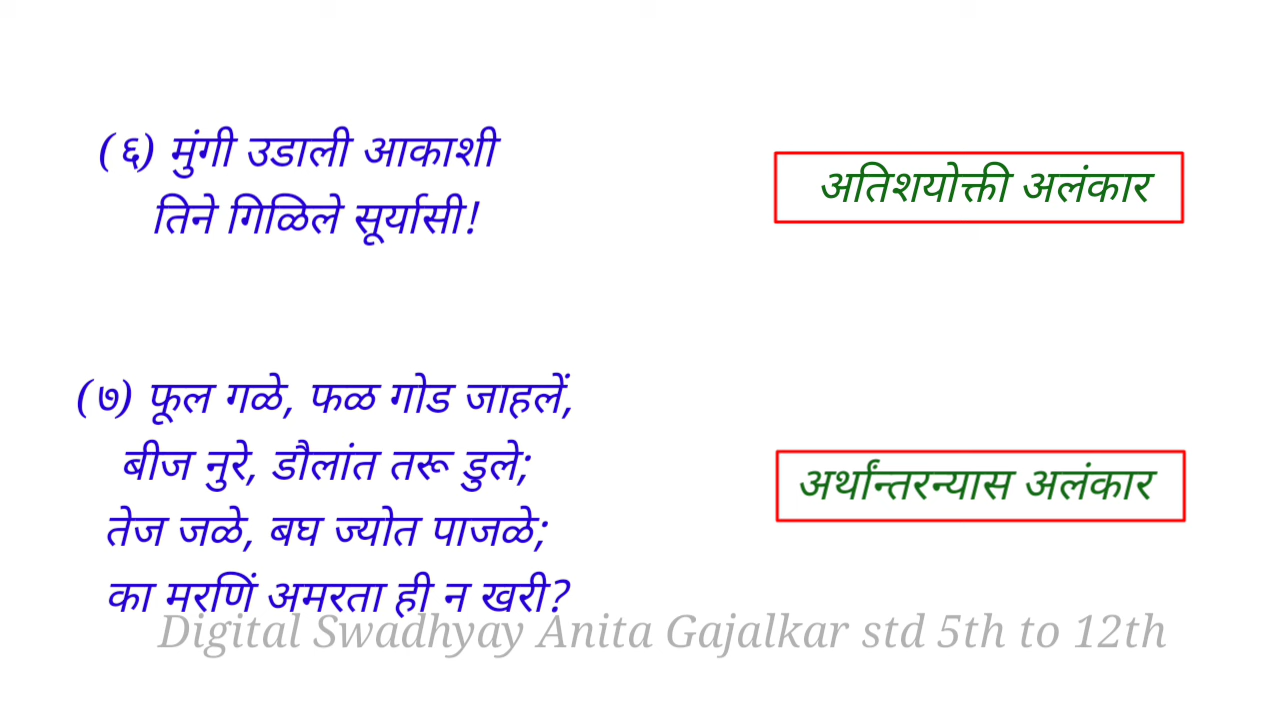 (६) मुंगी उडाली आकाशी
तिने गिळिले सूर्यासी!
अतिशयोक्ती अलंकार
(७) फूल गळे, फळ गोड जाहलें,
बीज नुरे, डौलांत तरू डुले;
तेज जळे, बघ ज्योत पाजळे;
का मरणिं अमरता ही न खरी?
अर्थांन्तरन्यास अलंकार
Digital Swadhyay Anita Gajalkar std 5th to 12th